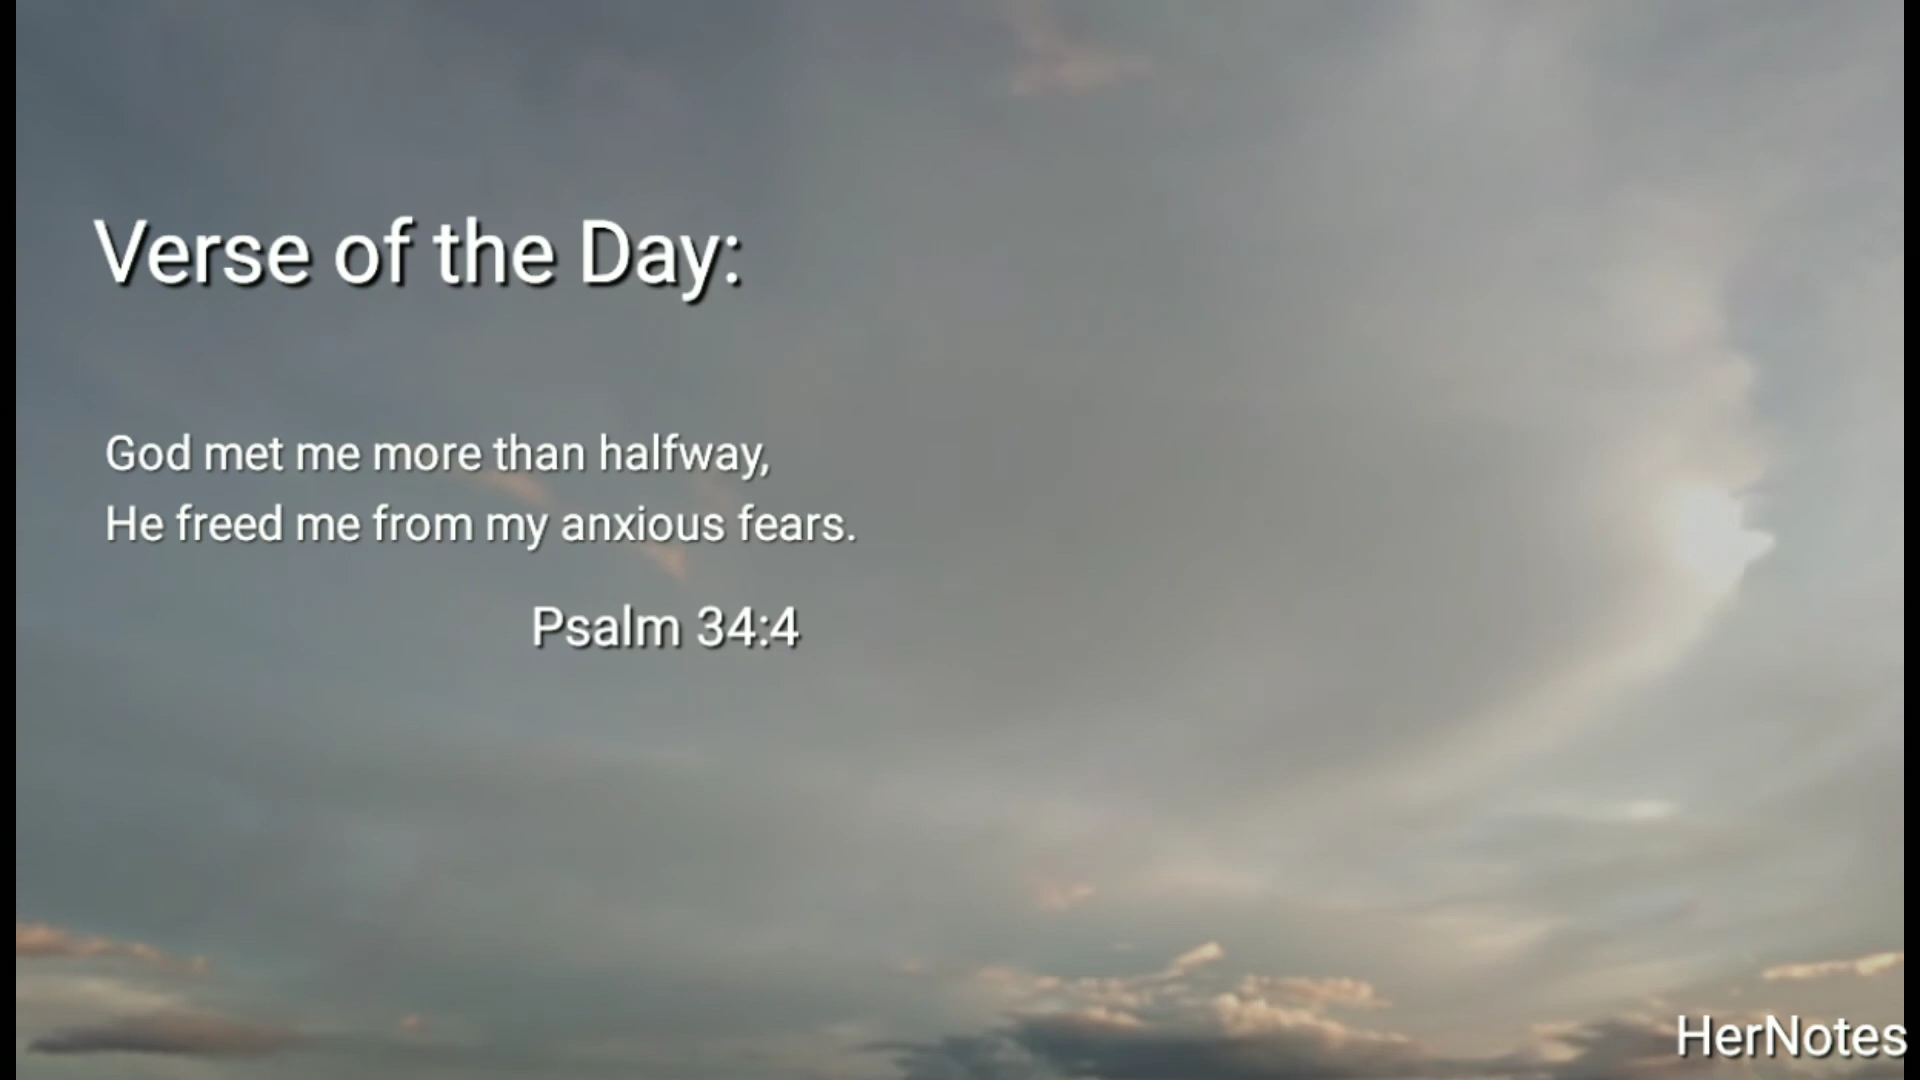 Verse of the Day:
God met me more than halfway,
He freed me from my anxious fears.
Psalm 34:4
HerNotes